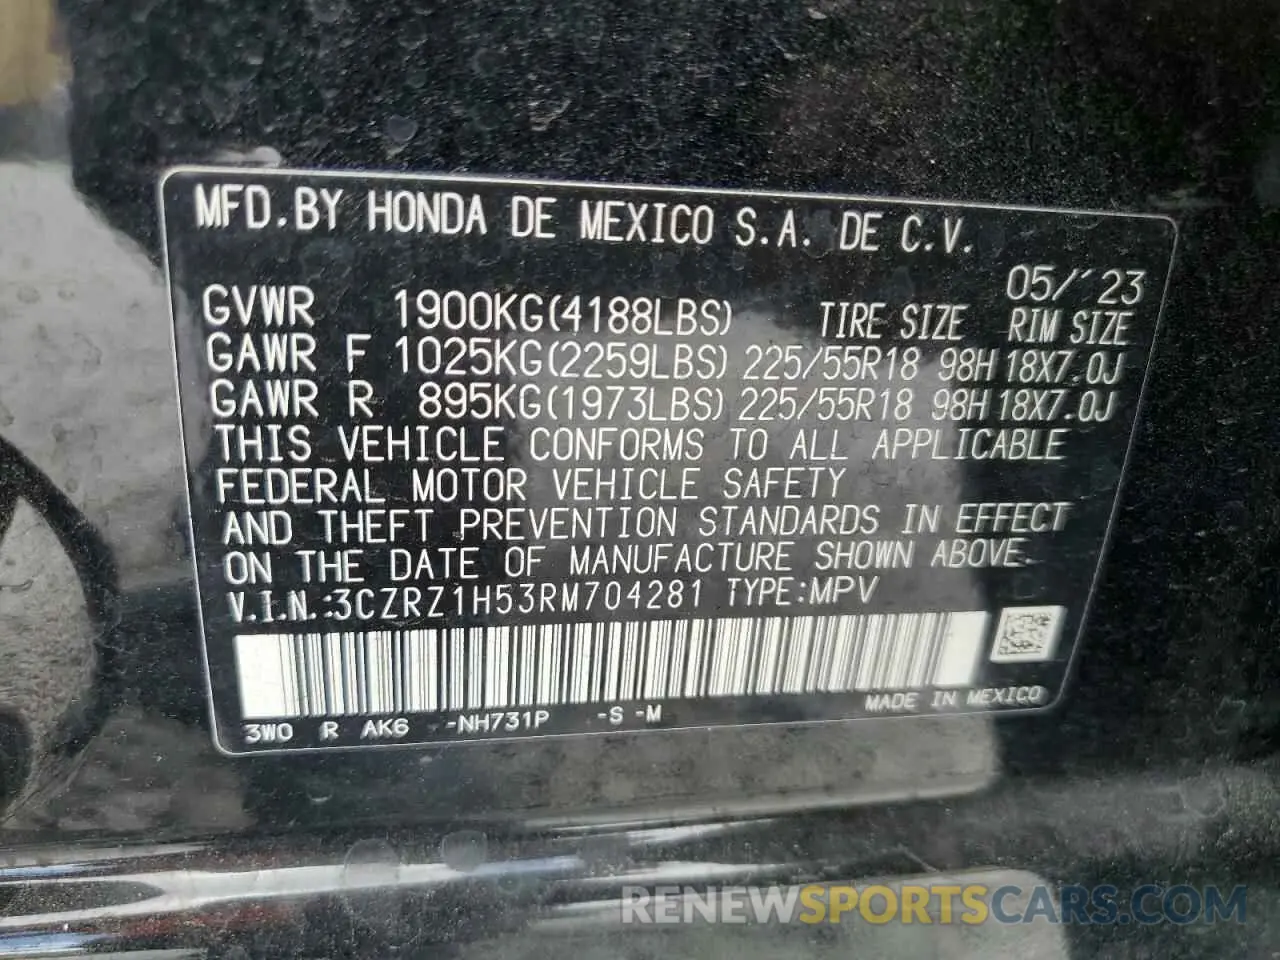 MFD.BY HONDA DE MEXICO S.A. DE C.V.
05/´23
GVWR 1900KG(4188LBS) TIRE SIZE RIM SIZE
GAWR F 1025KG(2259LBS) 225/55R18 98H 18X7.0J
GAWR R 895KG(1973LBS) 225/55R18 98H 18X7.0J
THIS VEHICLE CONFORMS TO ALL APPLICABLE
FEDERAL MOTOR VEHICLE SAFETY
AND THEFT PREVENTION STANDARDS IN EFFECT
ON THE DATE OF MANUFACTURE SHOWN ABOVE.
V.I.N.:3CZRZ1H53RM704281 TYPE:MPV
MADE IN MEXICO
3W0 R AK6 -NH731P -S -M
RENEWSPORTSCARS.COM